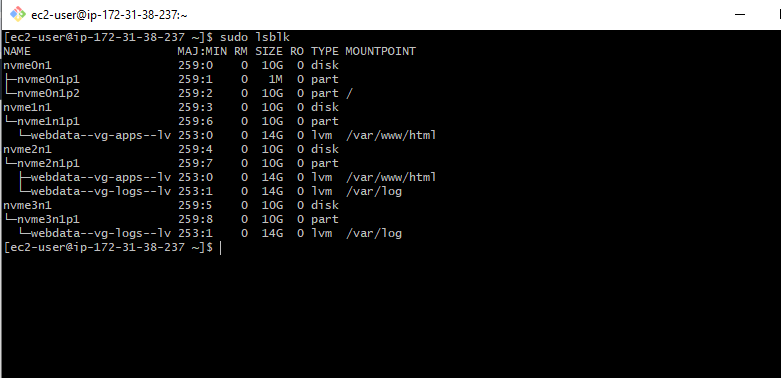 ec2-user@ip-172-31-38-237:~
[ec2-user@ip-172-31-38-237 ~]$ sudo lsblk
NAME                    MAJ:MIN RM  SIZE RO TYPE MOUNTPOINT
nvme0n1                 259:0    0   10G  0 disk
├─nvme0n1p1             259:1    0    1M  0 part
└─nvme0n1p2             259:2    0   10G  0 part /
nvme1n1                 259:3    0   10G  0 disk
└─nvme1n1p1             259:6    0   10G  0 part
  └─webdata--vg-apps--lv 253:0    0   14G  0 lvm  /var/www/html
nvme2n1                 259:4    0   10G  0 disk
└─nvme2n1p1             259:7    0   10G  0 part
  ├─webdata--vg-apps--lv 253:0    0   14G  0 lvm  /var/www/html
  └─webdata--vg-logs--lv 253:1    0   14G  0 lvm  /var/log
nvme3n1                 259:5    0   10G  0 disk
└─nvme3n1p1             259:8    0   10G  0 part
  └─webdata--vg-logs--lv 253:1    0   14G  0 lvm  /var/log
[ec2-user@ip-172-31-38-237 ~]$